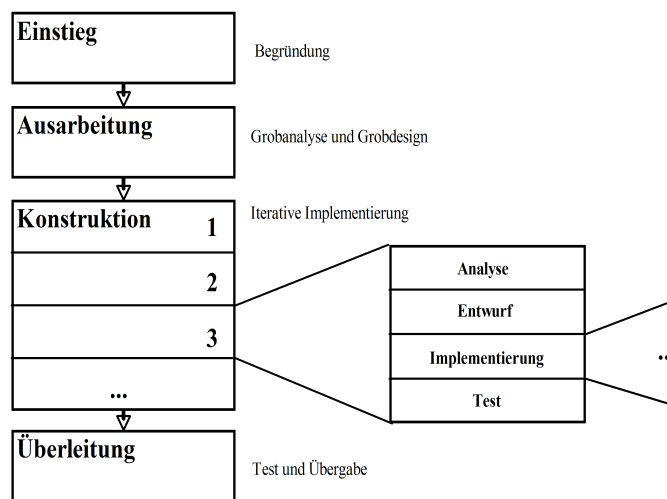 Einstieg
Begründung
Ausarbeitung
Grobanalyse und Grobdesign
Konstruktion
1
Iterative Implementierung
2
3
...
Analyse
Entwurf
Implementierung
...
Test
Überleitung
Test und Übergabe